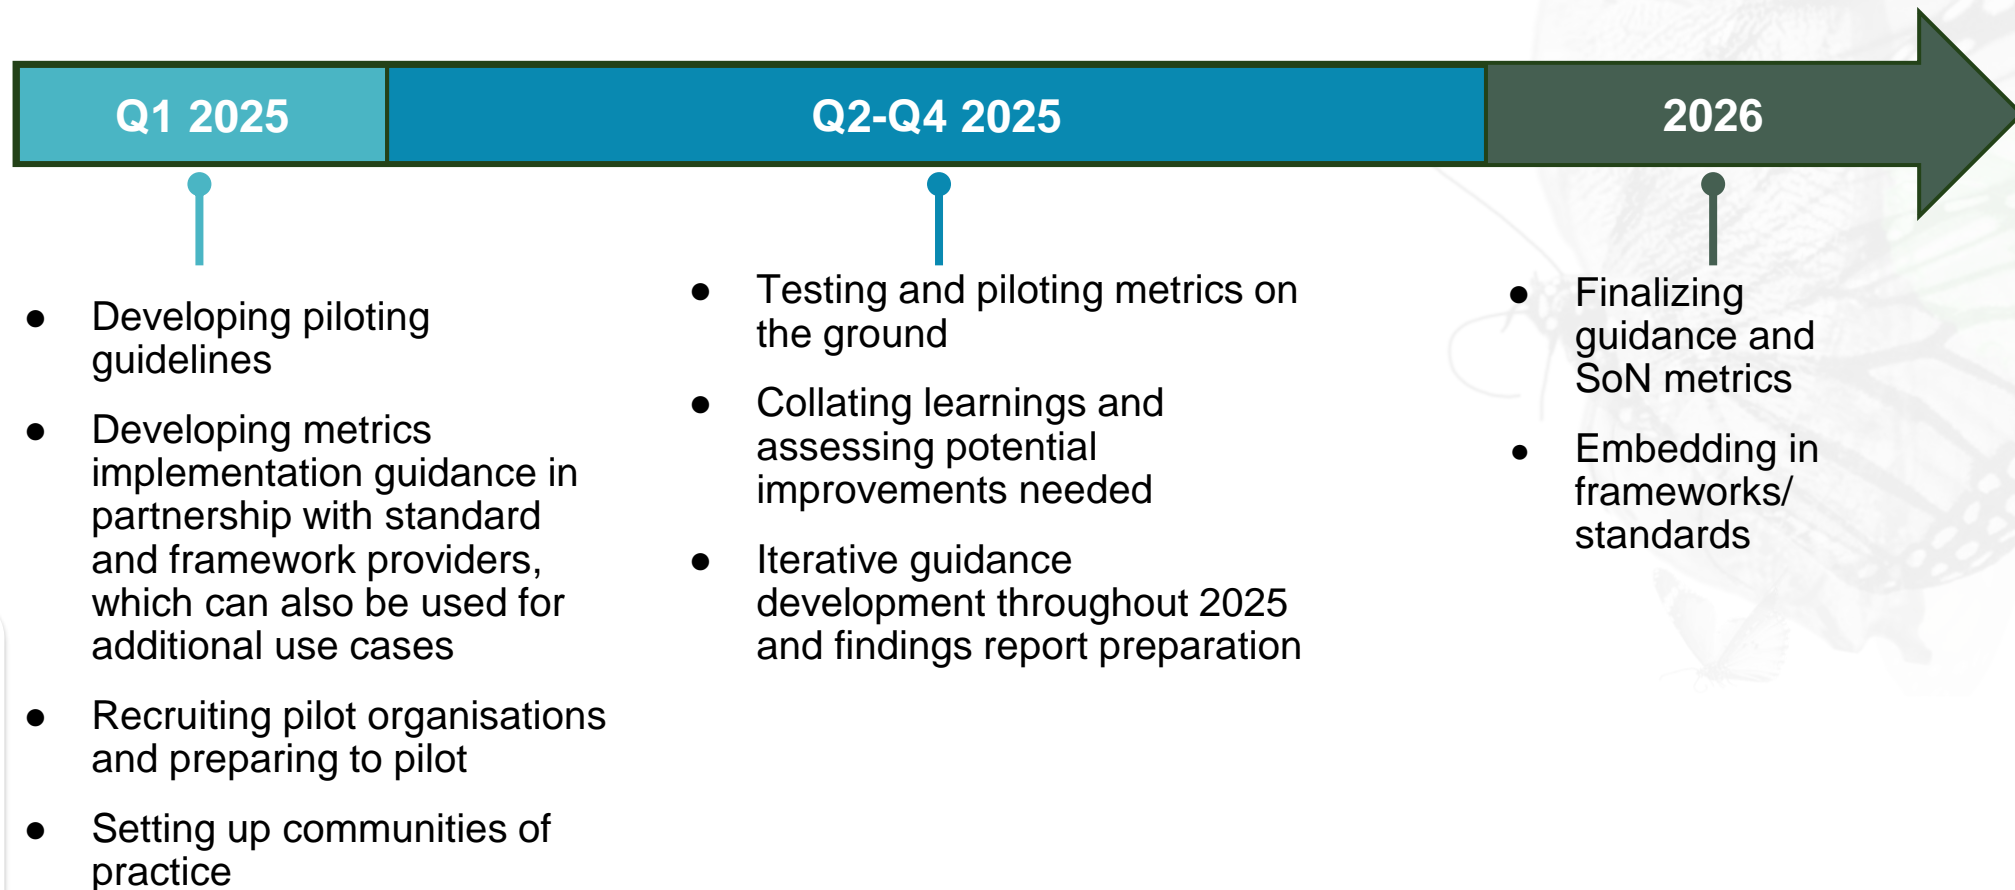 Q1 2025
Q2-Q4 2025
2026
● Developing piloting
guidelines
● Developing metrics
implementation guidance in
partnership with standard
and framework providers,
which can also be used for
additional use cases
● Recruiting pilot organisations
and preparing to pilot
● Setting up communities of
practice
● Testing and piloting metrics on
the ground
● Collating learnings and
assessing potential
improvements needed
● Iterative guidance
development throughout 2025
and findings report preparation
● Finalizing
guidance and
SoN metrics
● Embedding in
frameworks/
standards